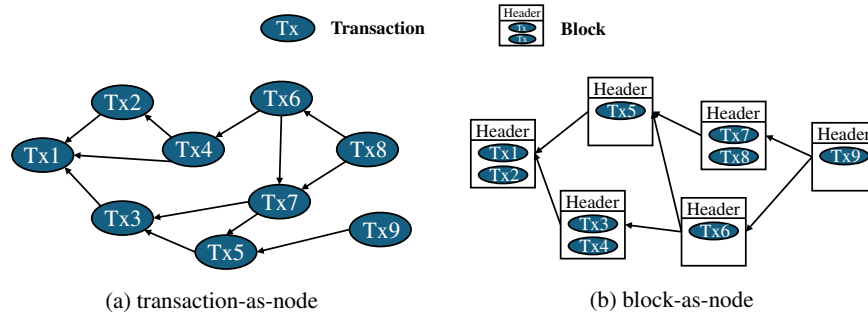 Tx
Transaction
Header
Tx
Tx
Block
Tx1
Tx2
Tx3
Tx4
Tx5
Tx6
Tx7
Tx8
Tx9
(a) transaction-as-node
Header
Tx1
Tx2
Header
Tx5
Header
Tx3
Tx4
Header
Tx7
Tx8
Header
Tx6
Header
Tx9
(b) block-as-node